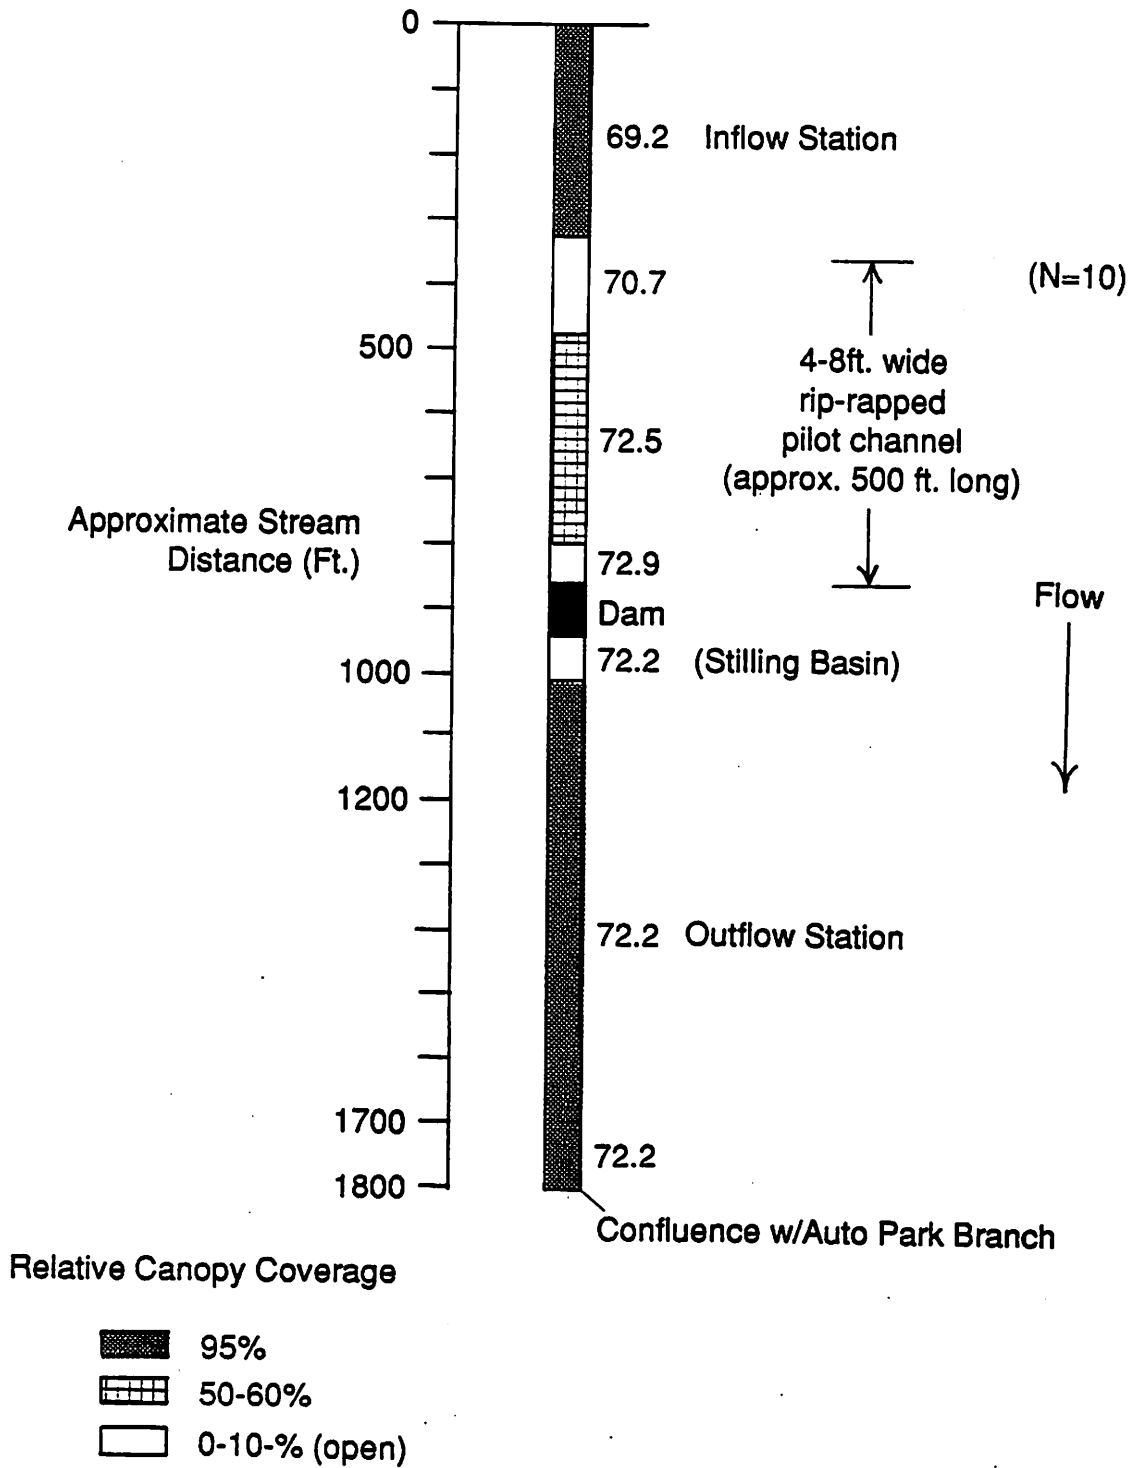 0
69.2 Inflow Station
70.7
(N=10)
500
4-8ft. wide
rip-rapped
pilot channel
(approx. 500 ft. long)
72.5
Approximate Stream
Distance (Ft.)
72.9
Dam
Flow
1000
72.2 (Stilling Basin)
1200
72.2 Outflow Station
1700
72.2
1800
Confluence w/Auto Park Branch
Relative Canopy Coverage
95%
50-60%
0-10-% (open)